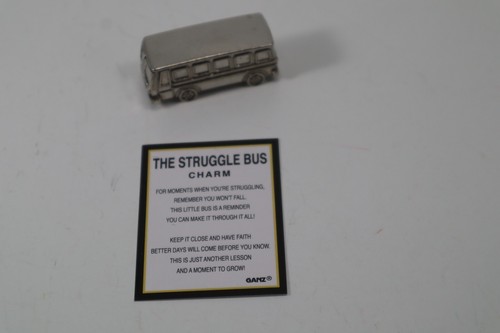 THE STRUGGLE BUS
CHARM
FOR MOMENTS WHEN YOU'RE STRUGGLING,
REMEMBER YOU WON'T FALL.
THIS LITTLE BUS IS A REMINDER
YOU CAN MAKE IT THROUGH IT ALL!
KEEP IT CLOSE AND HAVE FAITH
BETTER DAYS WILL COME BEFORE YOU KNOW.
THIS IS JUST ANOTHER LESSON
AND A MOMENT TO GROW!
GANZ®